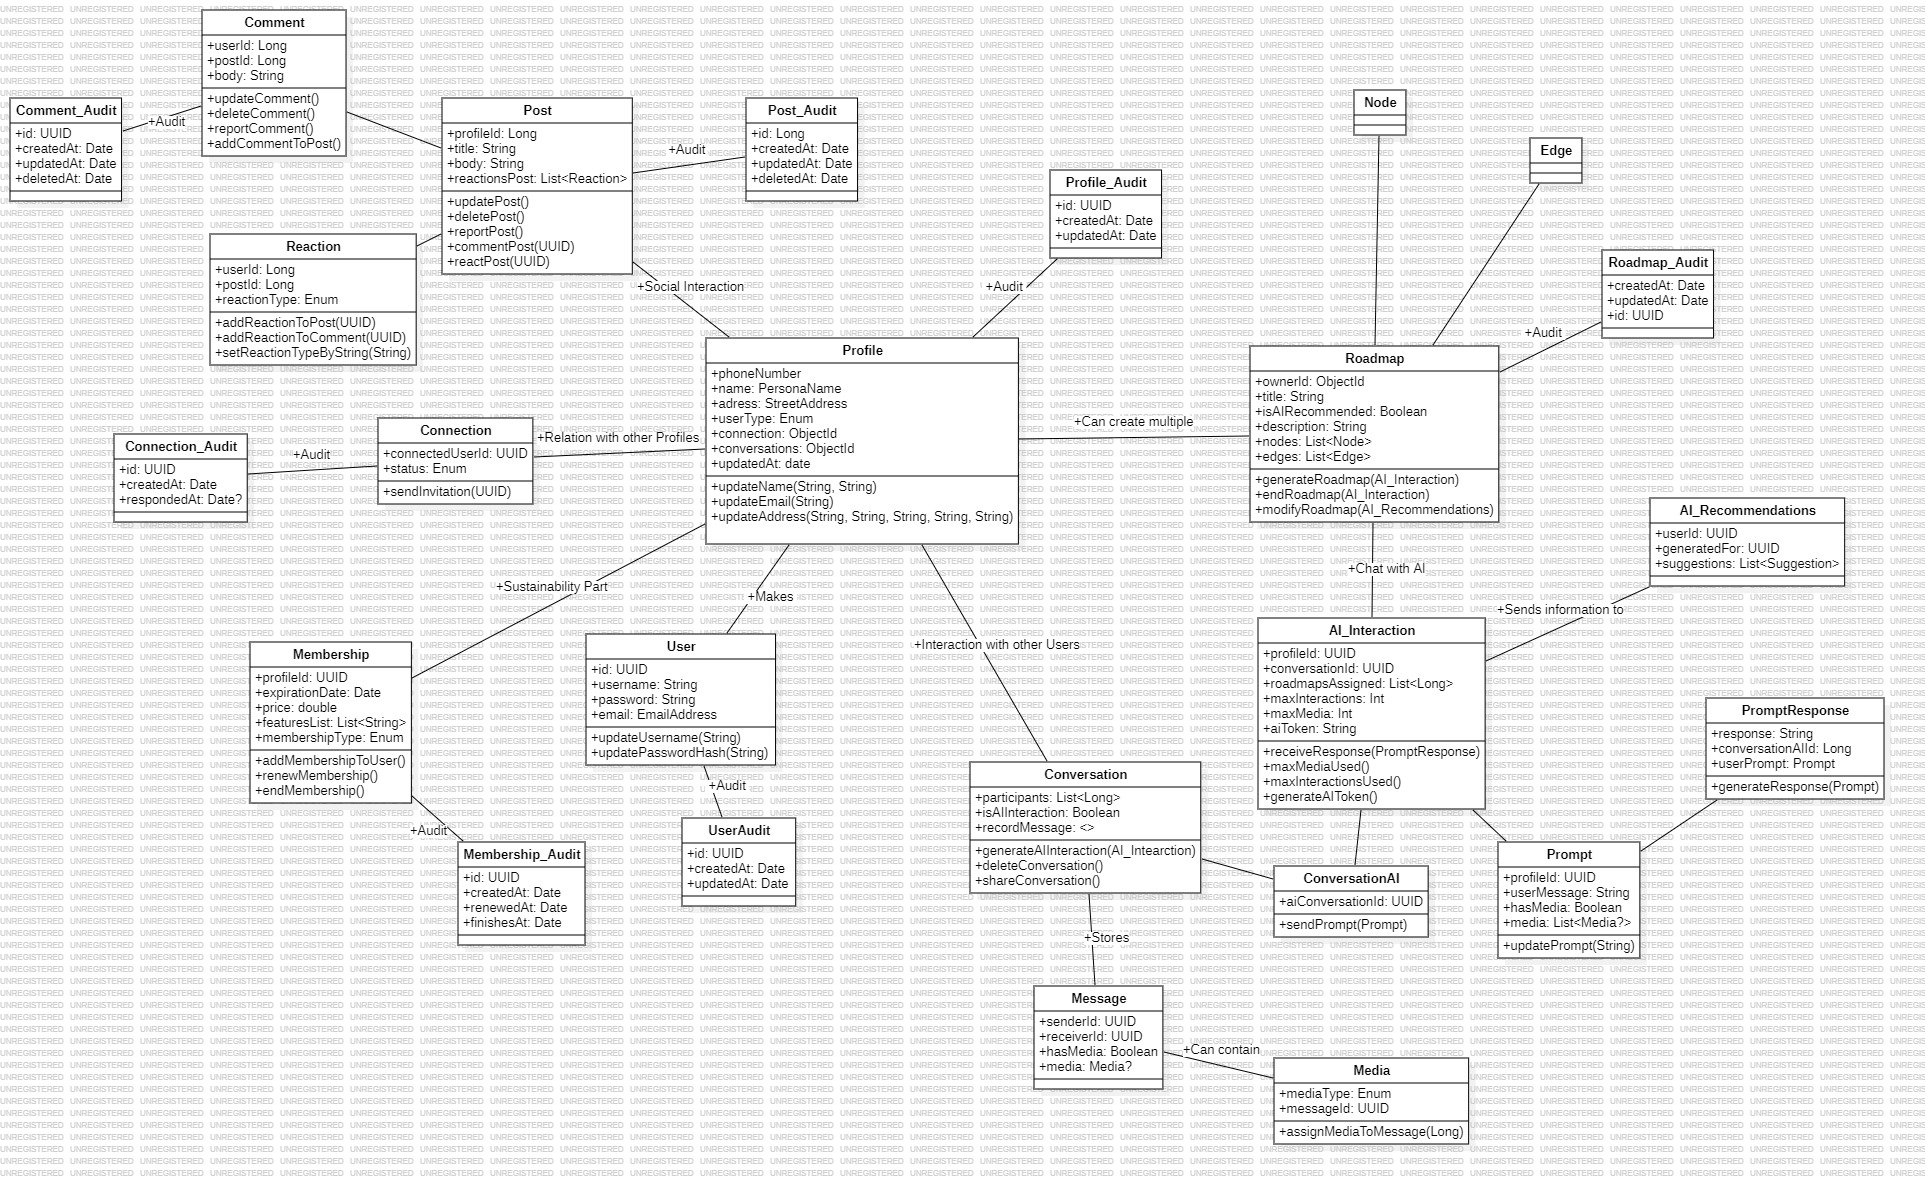 Comment
+userId: Long
+postId: Long
+body: String
+updateComment()
+deleteComment()
+reportComment()
+addCommentToPost()
Comment_Audit
+id: UUID
+createdAt: Date
+updatedAt: Date
+deletedAt: Date
+Audit
Post
+profileId: Long
+title: String
+body: String
+reactionsPost: List<Reaction>
+updatePost()
+deletePost()
+reportPost()
+commentPost(UUID)
+reactPost(UUID)
+Audit
Post_Audit
+id: Long
+createdAt: Date
+updatedAt: Date
+deletedAt: Date
Reaction
+userId: Long
+postId: Long
+reactionType: Enum
+addReactionToPost(UUID)
+addReactionToComment(UUID)
+setReactionTypeByString(String)
+Social Interaction
Profile_Audit
+id: UUID
+createdAt: Date
+updatedAt: Date
+Audit
Node
Edge
Roadmap_Audit
+createdAt: Date
+updatedAt: Date
+id: UUID
+Audit
Profile
+phoneNumber
+name: PersonaName
+adress: StreetAddress
+userType: Enum
+connection: ObjectId
+conversations: ObjectId
+updatedAt: date
+updateName(String, String)
+updateEmail(String)
+updateAddress(String, String, String, String, String)
+Can create multiple
Roadmap
+ownerId: ObjectId
+title: String
+isAIRecommended: Boolean
+description: String
+nodes: List<Node>
+edges: List<Edge>
+generateRoadmap(AI_Interaction)
+endRoadmap(AI_Interaction)
+modifyRoadmap(AI_Recommendations)
Connection_Audit
+id: UUID
+createdAt: Date
+respondedAt: Date?
+Audit
Connection
+connectedUserId: UUID
+status: Enum
+sendInvitation(UUID)
+Relation with other Profiles
+Sustainability Part
+Makes
+Interaction with other Users
+Chat with AI
AI_Recommendations
+userId: UUID
+generatedFor: UUID
+suggestions: List<Suggestion>
+Sends information to
Membership
+profileId: UUID
+expirationDate: Date
+price: double
+featuresList: List<String>
+membershipType: Enum
+addMembershipToUser()
+renewMembership()
+endMembership()
+Audit
Membership_Audit
+id: UUID
+createdAt: Date
+renewedAt: Date
+finishesAt: Date
User
+id: UUID
+username: String
+password: String
+email: EmailAddress
+updateUsername(String)
+updatePasswordHash(String)
+Audit
UserAudit
+id: UUID
+createdAt: Date
+updatedAt: Date
AI_Interaction
+profileId: UUID
+conversationId: UUID
+roadmapsAssigned: List<Long>
+maxInteractions: Int
+maxMedia: Int
+aiToken: String
+receiveResponse(PromptResponse)
+maxMediaUsed()
+maxInteractionsUsed()
+generateAIToken()
PromptResponse
+response: String
+conversationAIId: Long
+userPrompt: Prompt
+generateResponse(Prompt)
Conversation
+participants: List<Long>
+isAIInteraction: Boolean
+recordMessage: <>
+generateAIInteraction(AI_Intearction)
+deleteConversation()
+shareConversation()
ConversationAI
+aiConversationId: UUID
+sendPrompt(Prompt)
Prompt
+profileId: UUID
+userMessage: String
+hasMedia: Boolean
+media: List<Media?>
+updatePrompt(String)
+Stores
Message
+senderId: UUID
+receiverId: UUID
+hasMedia: Boolean
+media: Media?
+Can contain
Media
+mediaType: Enum
+messageId: UUID
+assignMediaToMessage(Long)
UNREGISTERED